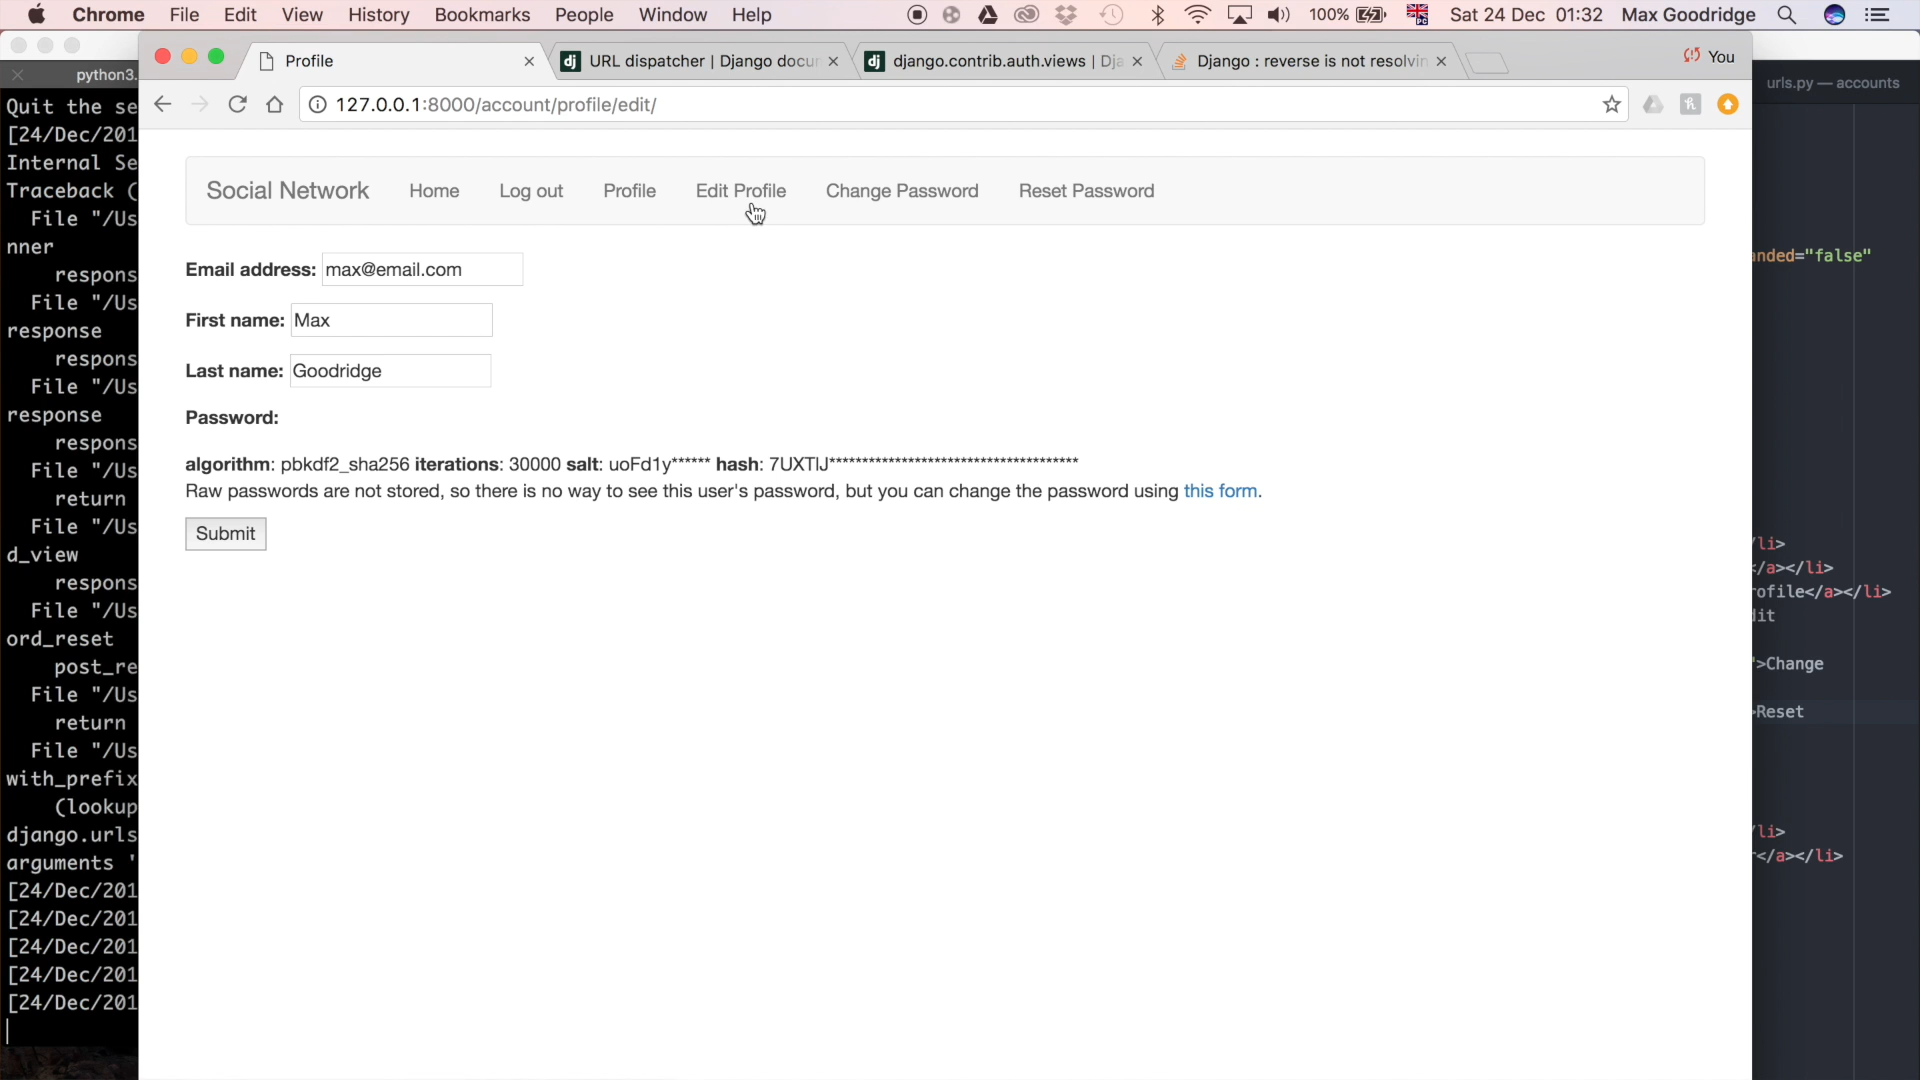 Chrome File Edit View History Bookmarks People Window Help 100% Sat 24 Dec 01:32 Max Goodridge
python3. Profile URL dispatcher | Django docu django.contrib.auth.views | Dja Django : reverse is not resolvin You
urls.py — accounts
127.0.0.1:8000/account/profile/edit/
Social Network Home Log out Profile Edit Profile Change Password Reset Password
Email address: max@email.com
First name: Max
Last name: Goodridge
Password:
algorithm: pbkdf2_sha256 iterations: 30000 salt: uoFd1y****** hash: 7UXTlJ**************************************
Raw passwords are not stored, so there is no way to see this user's password, but you can change the password using this form.
Submit
Quit the se
[24/Dec/201
Internal Se
Traceback (
File "/Us
nner
respons
File "/Us
response
respons
File "/Us
response
respons
File "/Us
return
File "/Us
d_view
respons
File "/Us
ord_reset
post_re
File "/Us
return
File "/Us
with_prefix
(lookup
django.urls
arguments '
[24/Dec/201
[24/Dec/201
[24/Dec/201
[24/Dec/201
[24/Dec/201
anded="false"
/li>
</a></li>
rofile</a></li>
dit
">Change
>Reset
/li>
r</a></li>